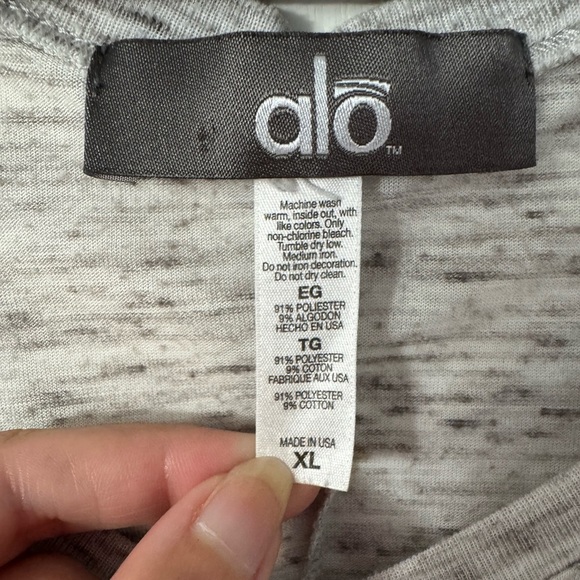 alō
TM
Machine wash
warm, inside out, with
like colors. Only
non-chlorine bleach.
Tumble dry low.
Medium iron.
Do not iron decoration.
Do not dry clean.
EG
91% POLIESTER
9% ALGODON
HECHO EN USA
TG
91% POLYESTER
9% COTTON
FABRIQUE AUX USA
91% POLYESTER
9% COTTON
MADE IN USA
XL